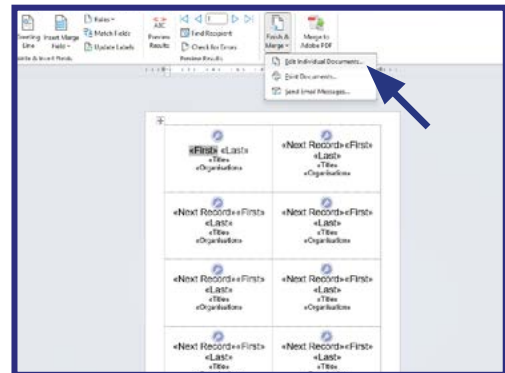 Greeting Insert Merge
Line Field
Rules
Match Fields
Update Labels
Write & Insert Fields
ABC
Preview
Results
1
Find Recipient
Check for Errors
Preview Results
Finish &
Merge
Merge to
Adobe PDF
Edit Individual Documents...
Print Documents...
Send Email Messages...
«First» «Last»
«Title»
«Organisation»
«Next Record»«First»
«Last»
«Title»
«Organisation»
«Next Record»«First»
«Last»
«Title»
«Organisation»
«Next Record»«First»
«Last»
«Title»
«Organisation»
«Next Record»«First»
«Last»
«Title»
«Organisation»
«Next Record»«First»
«Last»
«Title»
«Organisation»
«Next Record»«First»
«Last»
«Title»
«Next Record»«First»
«Last»
«Title»